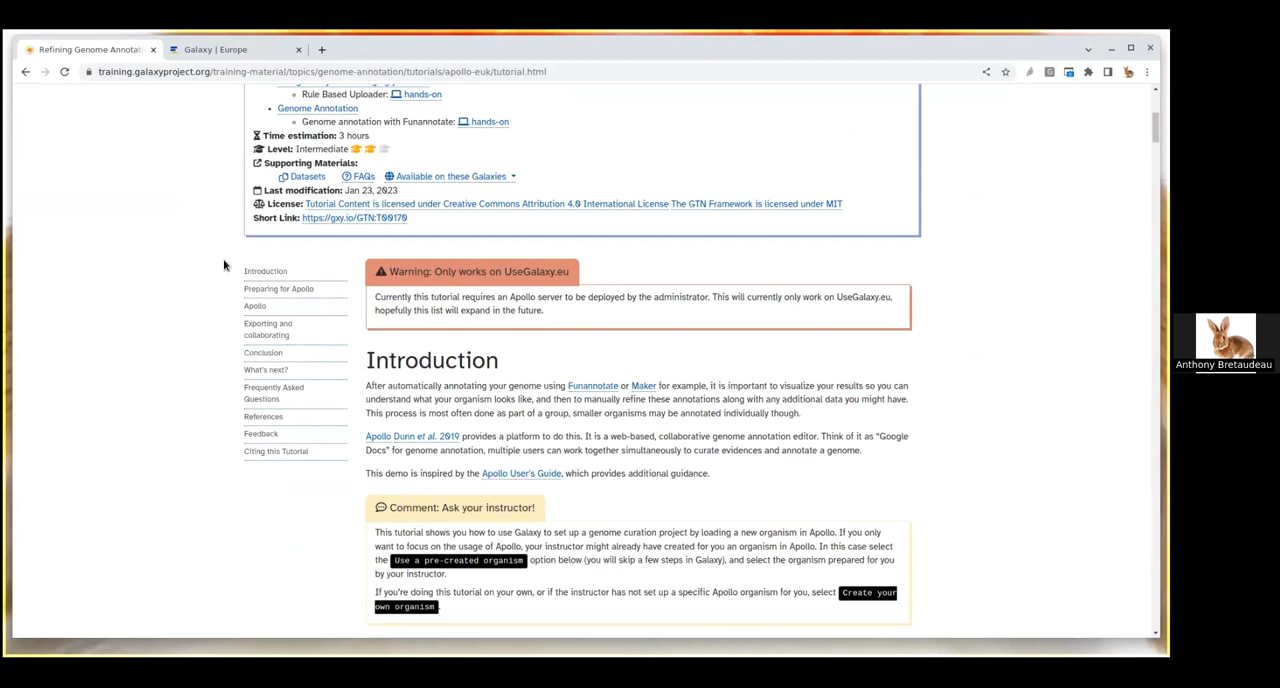 Refining Genome Annotat
Galaxy | Europe
training.galaxyproject.org/training-material/topics/genome-annotation/tutorials/apollo-euk/tutorial.html
Rule Based Uploader: hands-on
Genome Annotation
Genome annotation with Funannotate: hands-on
Time estimation: 3 hours
Level: Intermediate
Supporting Materials:
Datasets FAQs Available on these Galaxies
Last modification: Jan 23, 2023
License: Tutorial Content is licensed under Creative Commons Attribution 4.0 International License The GTN Framework is licensed under MIT
Short Link: https://gxy.io/GTN:T00170
Introduction
Preparing for Apollo
Apollo
Exporting and
collaborating
Conclusion
What's next?
Frequently Asked
Questions
References
Feedback
Citing this Tutorial
Warning: Only works on UseGalaxy.eu
Currently this tutorial requires an Apollo server to be deployed by the administrator. This will currently only work on UseGalaxy.eu,
hopefully this list will expand in the future.
Introduction
After automatically annotating your genome using Funannotate or Maker for example, it is important to visualize your results so you can
understand what your organism looks like, and then to manually refine these annotations along with any additional data you might have.
This process is most often done as part of a group, smaller organisms may be annotated individually though.
Apollo Dunn et al. 2019 provides a platform to do this. It is a web-based, collaborative genome annotation editor. Think of it as “Google
Docs” for genome annotation, multiple users can work together simultaneously to curate evidences and annotate a genome.
This demo is inspired by the Apollo User's Guide, which provides additional guidance.
Comment: Ask your instructor!
This tutorial shows you how to use Galaxy to set up a genome curation project by loading a new organism in Apollo. If you only
want to focus on the usage of Apollo, your instructor might already have created for you an organism in Apollo. In this case select
the Use a pre-created organism option below (you will skip a few steps in Galaxy), and select the organism prepared for you
by your instructor.
If you're doing this tutorial on your own, or if the instructor has not set up a specific Apollo organism for you, select Create your
own organism.
Anthony Bretaudeau